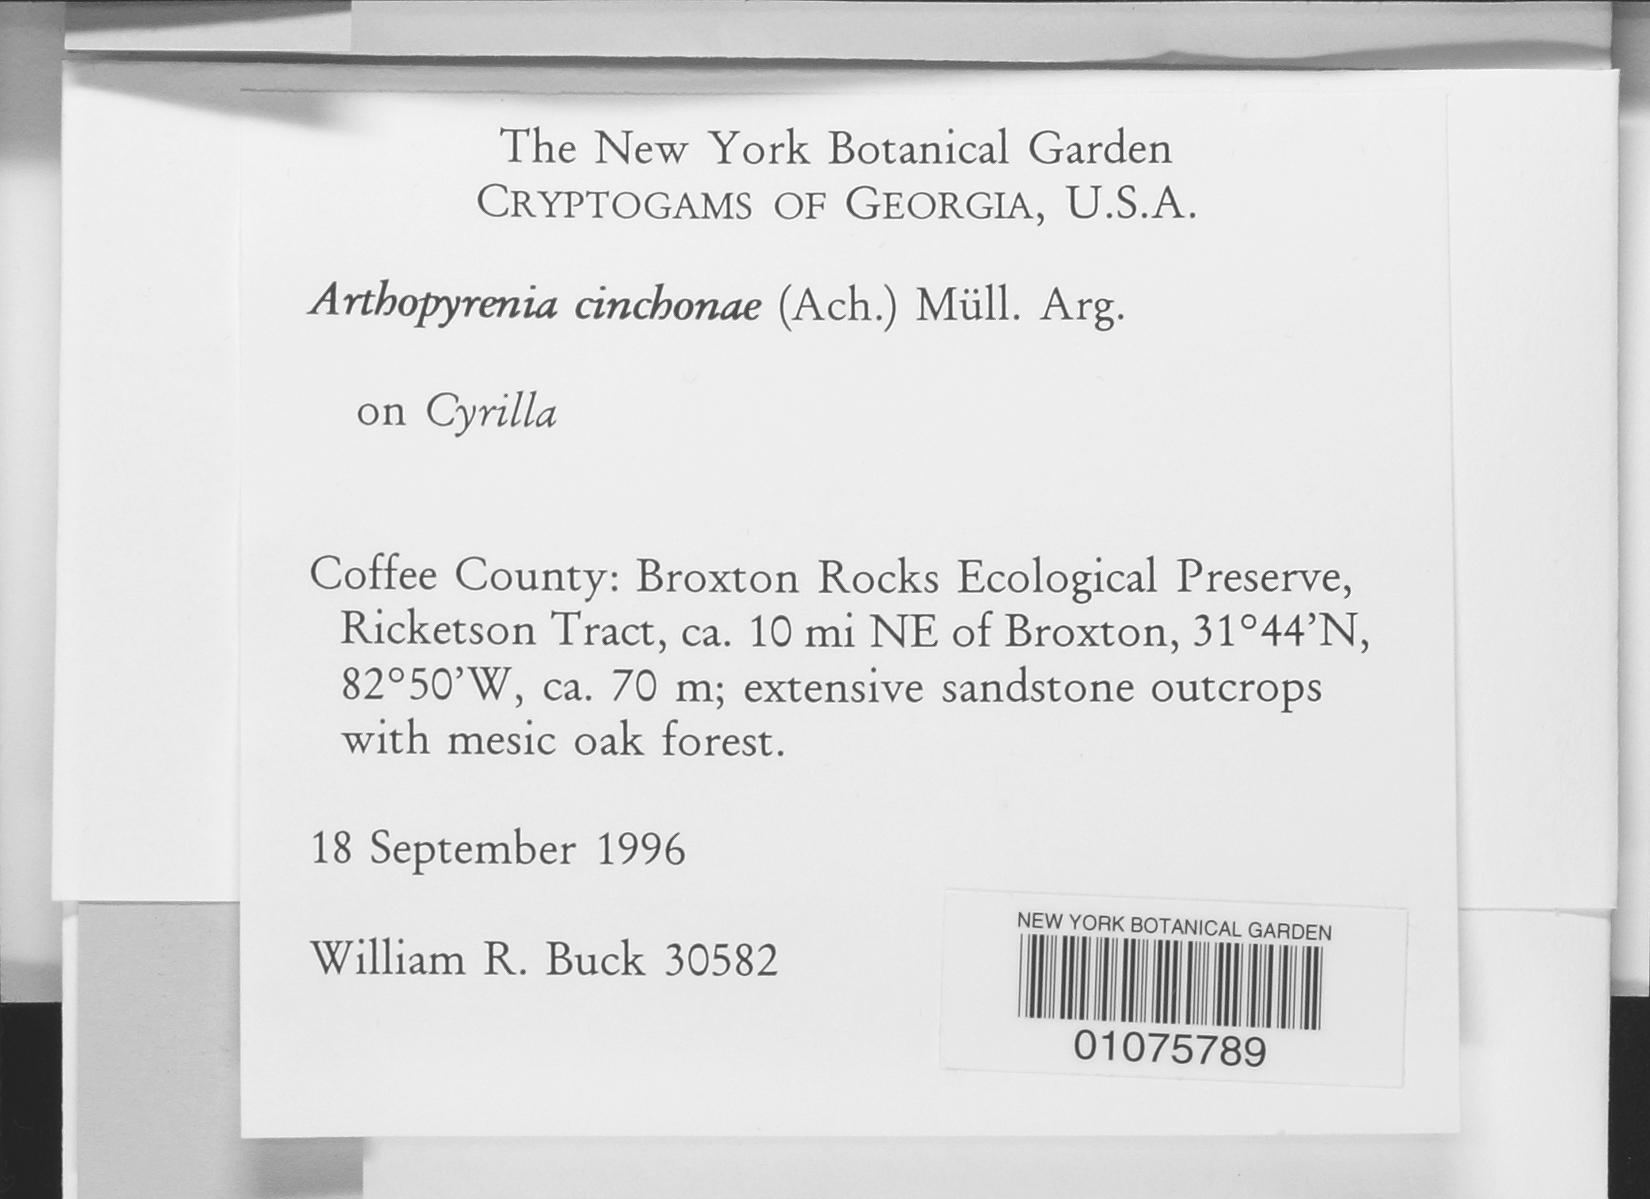 The New York Botanical Garden
CRYPTOGAMS OF GEORGIA, U.S.A.
Arthopyrenia cinchonae (Ach.) Müll. Arg.
on Cyrilla
Coffee County: Broxton Rocks Ecological Preserve,
Ricketson Tract, ca. 10 mi NE of Broxton, 31°44’N,
82°50’W, ca. 70 m; extensive sandstone outcrops
with mesic oak forest.
18 September 1996
William R. Buck 30582
NEW YORK BOTANICAL GARDEN
01075789